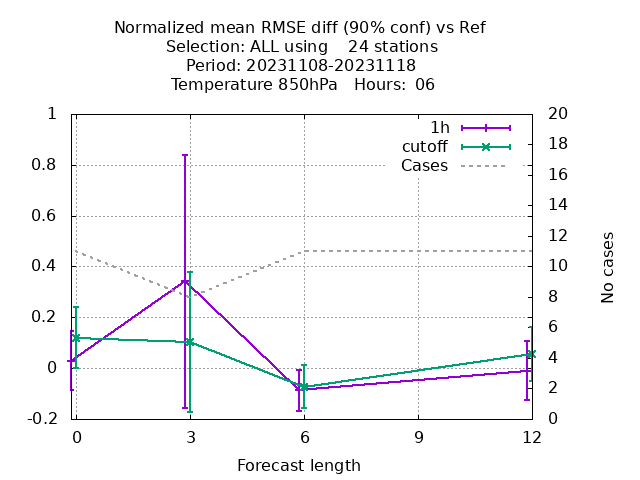 Normalized mean RMSE diff (90% conf) vs Ref
Selection: ALL using    24 stations
Period: 20231108-20231118
Temperature 850hPa   Hours:  06
1 20
1h
18
cutoff
0.8 Cases 16
14
0.6
12
0.4 10
8
0.2 6
4
0
2
-0.2 0
0 3 6 9 12
Forecast length
No cases